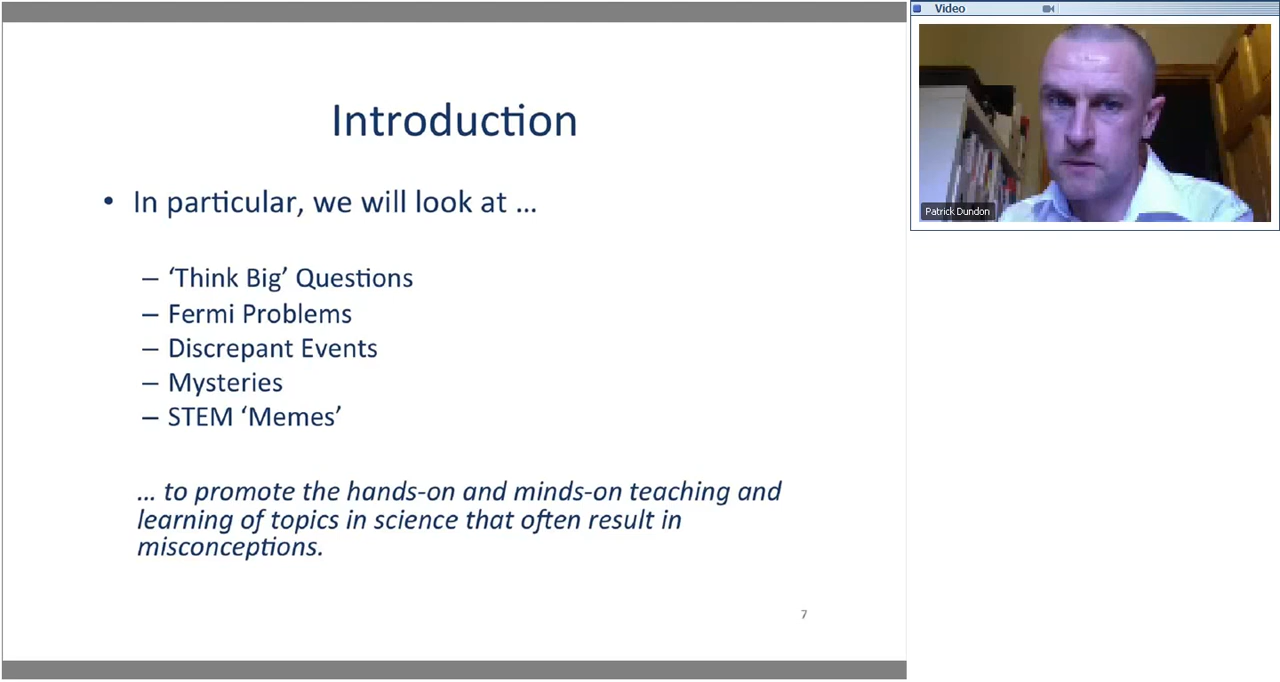 Introduction
• In particular, we will look at ...
– ‘Think Big’ Questions
– Fermi Problems
– Discrepant Events
– Mysteries
– STEM ‘Memes’
... to promote the hands-on and minds-on teaching and
learning of topics in science that often result in
misconceptions.
7
Video
Patrick Dundon